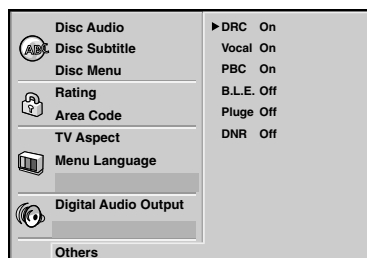 Disc Audio
ABC
Disc Subtitle
Disc Menu
Rating
Area Code
TV Aspect
Menu Language
Digital Audio Output
Others
DRC On
Vocal On
PBC On
B.L.E. Off
Pluge Off
DNR Off